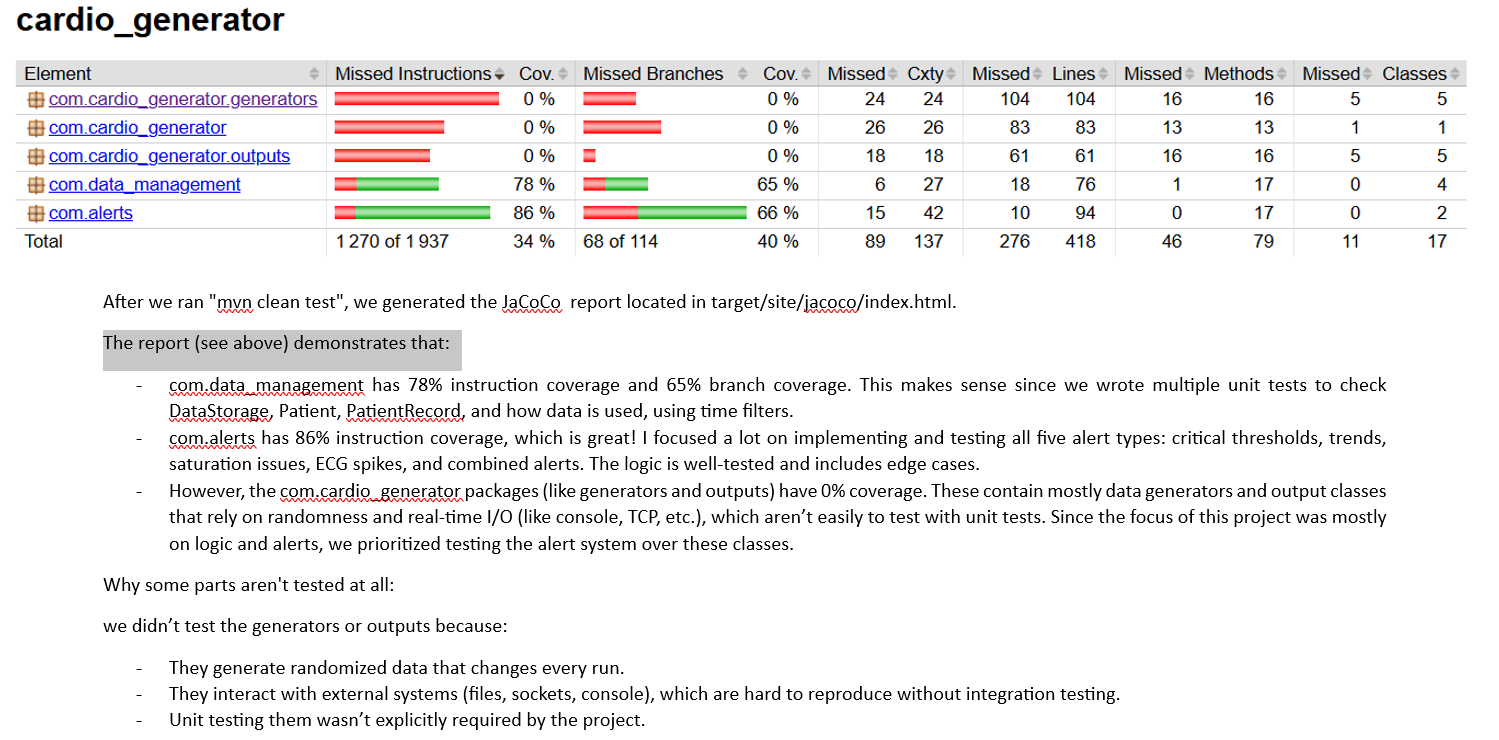 cardio_generator
Element Missed Instructions Cov. Missed Branches Cov. Missed Cxty Missed Lines Missed Methods Missed Classes
com.cardio_generator.generators 0 % 0 % 24 24 104 104 16 16 5 5
com.cardio_generator 0 % 0 % 26 26 83 83 13 13 1 1
com.cardio_generator.outputs 0 % 0 % 18 18 61 61 16 16 5 5
com.data_management 78 % 65 % 6 27 18 76 1 17 0 4
com.alerts 86 % 66 % 15 42 10 94 0 17 0 2
Total 1 270 of 1 937 34 % 68 of 114 40 % 89 137 276 418 46 79 11 17
After we ran "mvn clean test", we generated the JaCoCo report located in target/site/jacoco/index.html.
The report (see above) demonstrates that:
- com.data_management has 78% instruction coverage and 65% branch coverage. This makes sense since we wrote multiple unit tests to check
DataStorage, Patient, PatientRecord, and how data is used, using time filters.
- com.alerts has 86% instruction coverage, which is great! I focused a lot on implementing and testing all five alert types: critical thresholds, trends,
saturation issues, ECG spikes, and combined alerts. The logic is well-tested and includes edge cases.
- However, the com.cardio_generator packages (like generators and outputs) have 0% coverage. These contain mostly data generators and output classes
that rely on randomness and real-time I/O (like console, TCP, etc.), which aren’t easily to test with unit tests. Since the focus of this project was mostly
on logic and alerts, we prioritized testing the alert system over these classes.
Why some parts aren't tested at all:
we didn’t test the generators or outputs because:
- They generate randomized data that changes every run.
- They interact with external systems (files, sockets, console), which are hard to reproduce without integration testing.
- Unit testing them wasn’t explicitly required by the project.